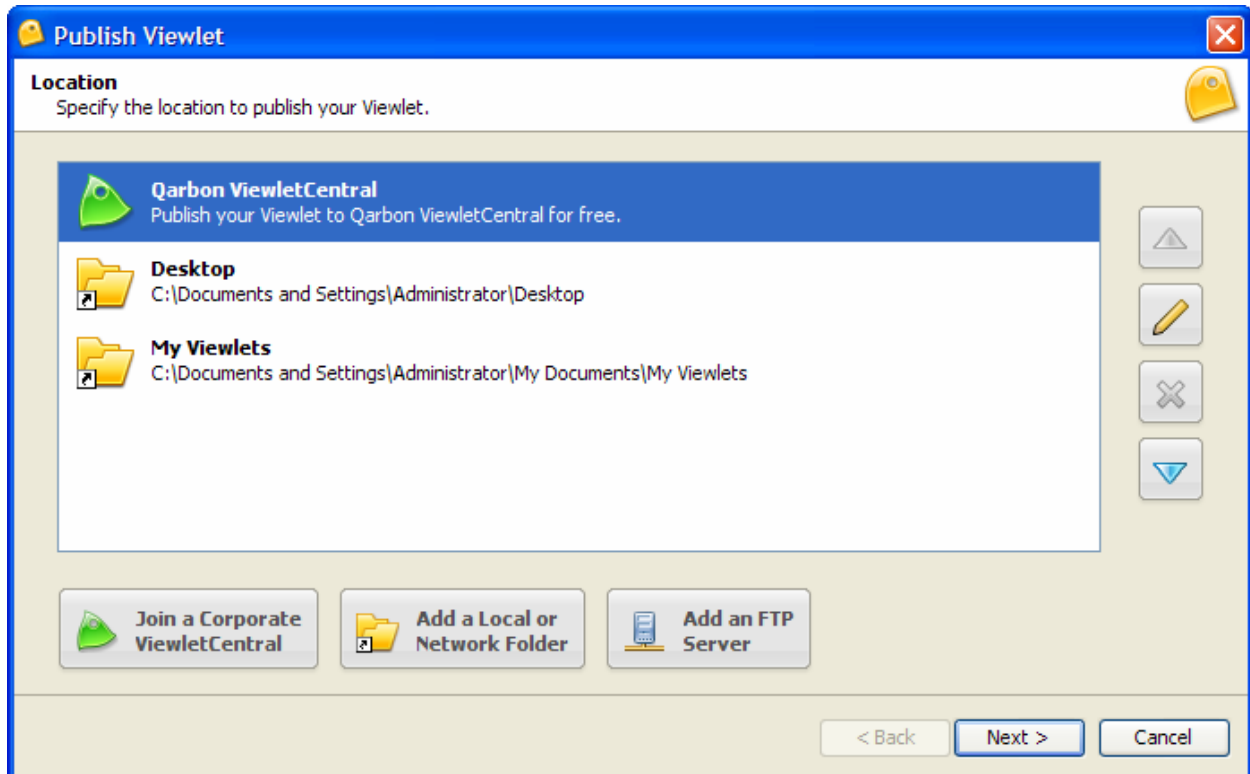 Publish Viewlet
Location
Specify the location to publish your Viewlet.
Qarbon ViewletCentral
Publish your Viewlet to Qarbon ViewletCentral for free.
Desktop
C:\Documents and Settings\Administrator\Desktop
My Viewlets
C:\Documents and Settings\Administrator\My Documents\My Viewlets
Join a Corporate
ViewletCentral
Add a Local or
Network Folder
Add an FTP
Server
< Back
Next >
Cancel